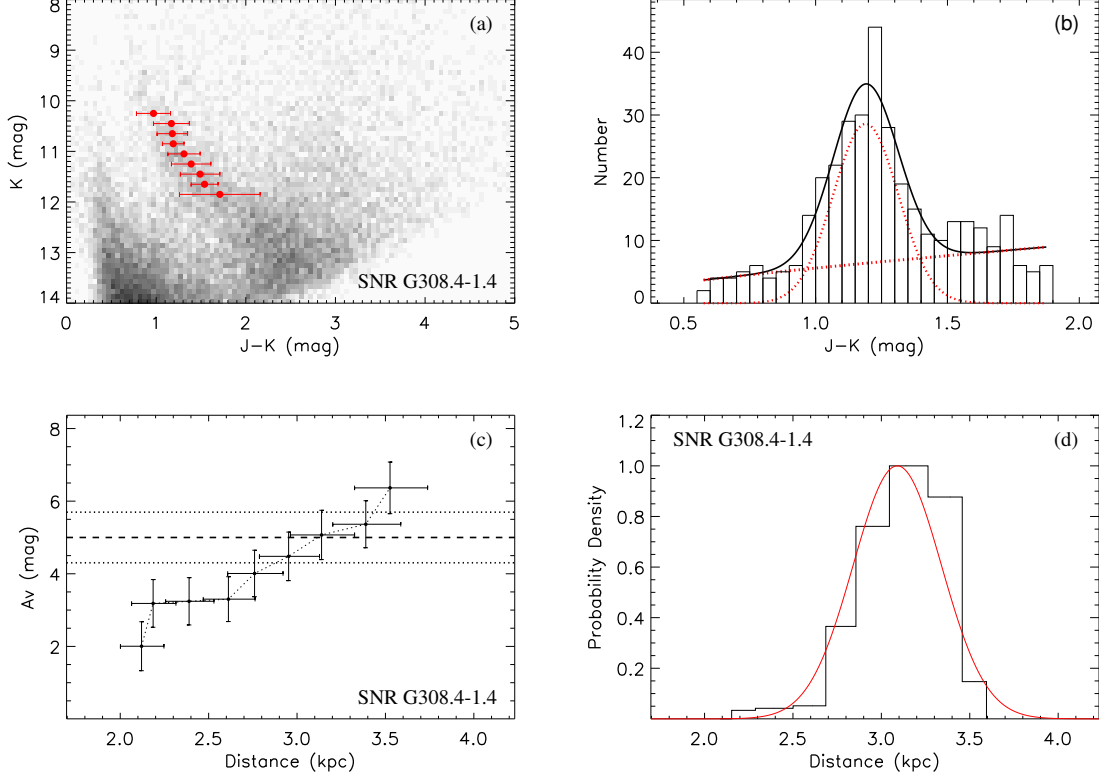 8
9
10
11
12
13
14
K (mag)
(a)
SNR G308.4-1.4
0 1 2 3 4 5
J−K (mag)
40
30
20
10
0
Number
(b)
0.5 1.0 1.5 2.0
J−K (mag)
8
6
4
2
Av (mag)
(c)
SNR G308.4-1.4
2.0 2.5 3.0 3.5 4.0
Distance (kpc)
1.2
1.0
0.8
0.6
0.4
0.2
Probability Density
SNR G308.4-1.4 (d)
2.0 2.5 3.0 3.5 4.0
Distance (kpc)